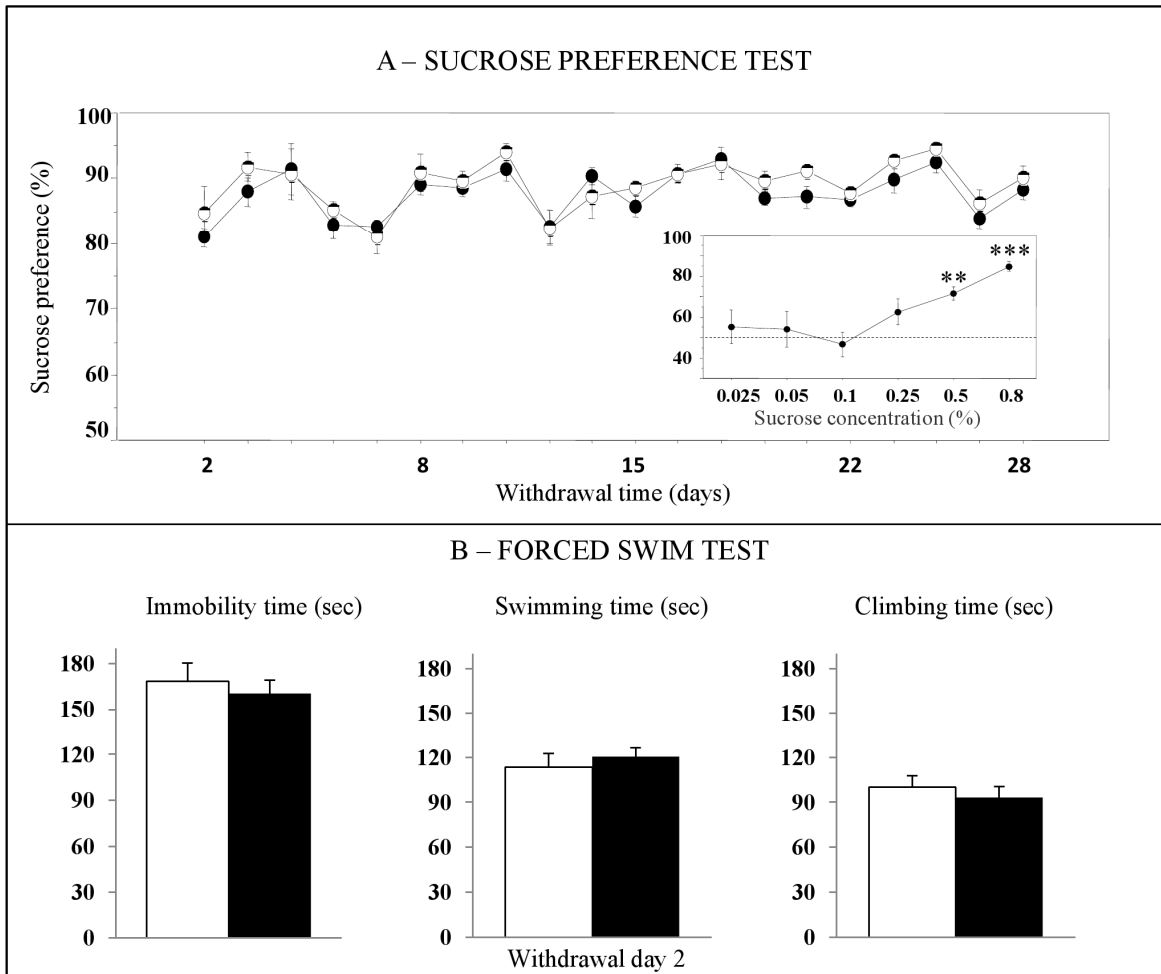 A – SUCROSE PREFERENCE TEST
Sucrose preference (%)
100
90
80
70
60
50
2 8 15 22 28
Withdrawal time (days)
100
80
60
40
** ***
0.025 0.05 0.1 0.25 0.5 0.8
Sucrose concentration (%)
B – FORCED SWIM TEST
Immobility time (sec)
180
150
120
90
60
30
0
Swimming time (sec)
180
150
120
90
60
30
0
Climbing time (sec)
180
150
120
90
60
30
0
Withdrawal day 2